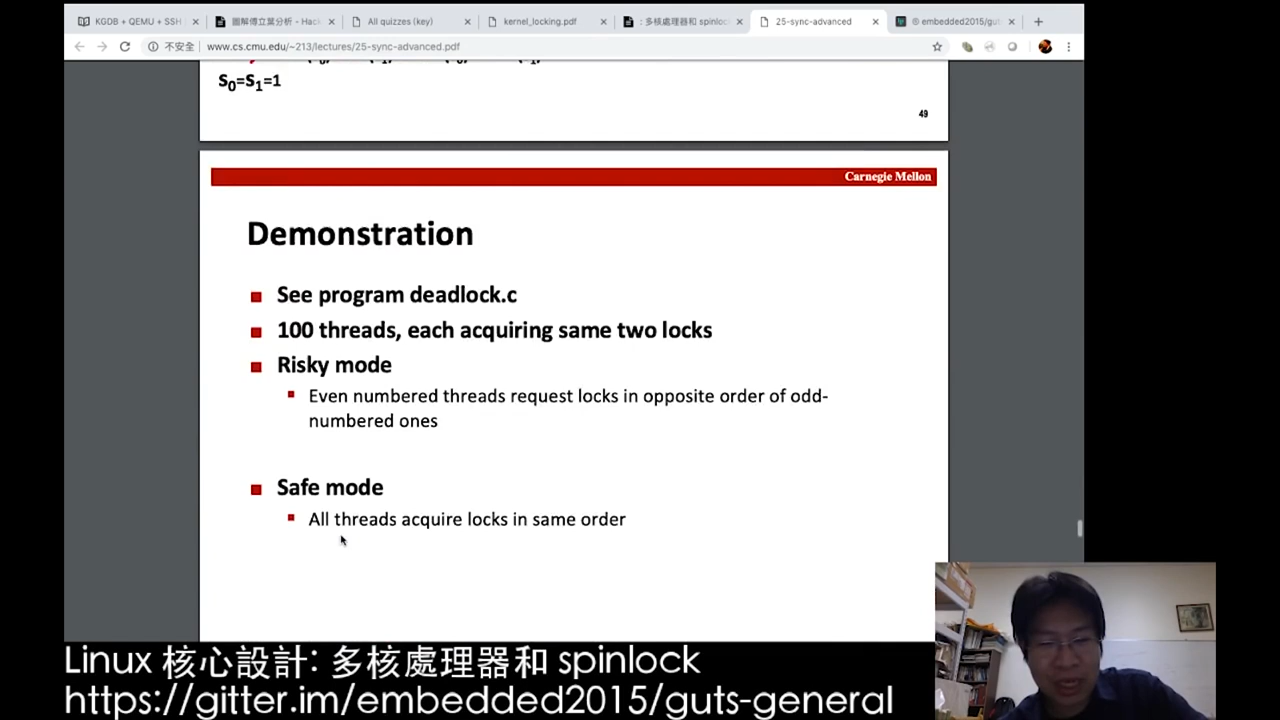 KGDB + QEMU + SSH
圖解傅立葉分析 - Hack
All quizzes (key)
kernel_locking.pdf
: 多核處理器和 spinloc
25-sync-advanced
embedded2015/gut
不安全 | www.cs.cmu.edu/~213/lectures/25-sync-advanced.pdf
S0=S1=1
49
Carnegie Mellon
Demonstration
See program deadlock.c
100 threads, each acquiring same two locks
Risky mode
Even numbered threads request locks in opposite order of odd-
numbered ones
Safe mode
All threads acquire locks in same order
Linux 核心設計: 多核處理器和 spinlock
https://gitter.im/embedded2015/guts-general